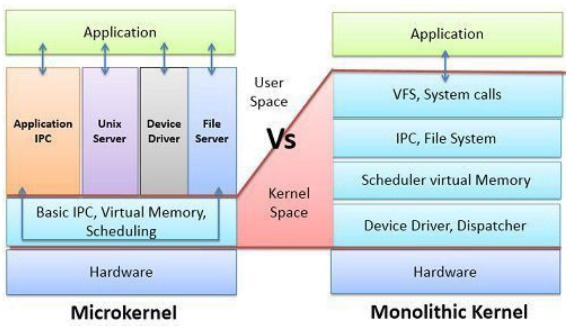 Application
Application
IPC
Unix
Server
Device
Driver
File
Server
Basic IPC, Virtual Memory,
Scheduling
Hardware
Microkernel
User
Space
Vs
Kernel
Space
Application
VFS, System calls
IPC, File System
Scheduler virtual Memory
Device Driver, Dispatcher
Hardware
Monolithic Kernel